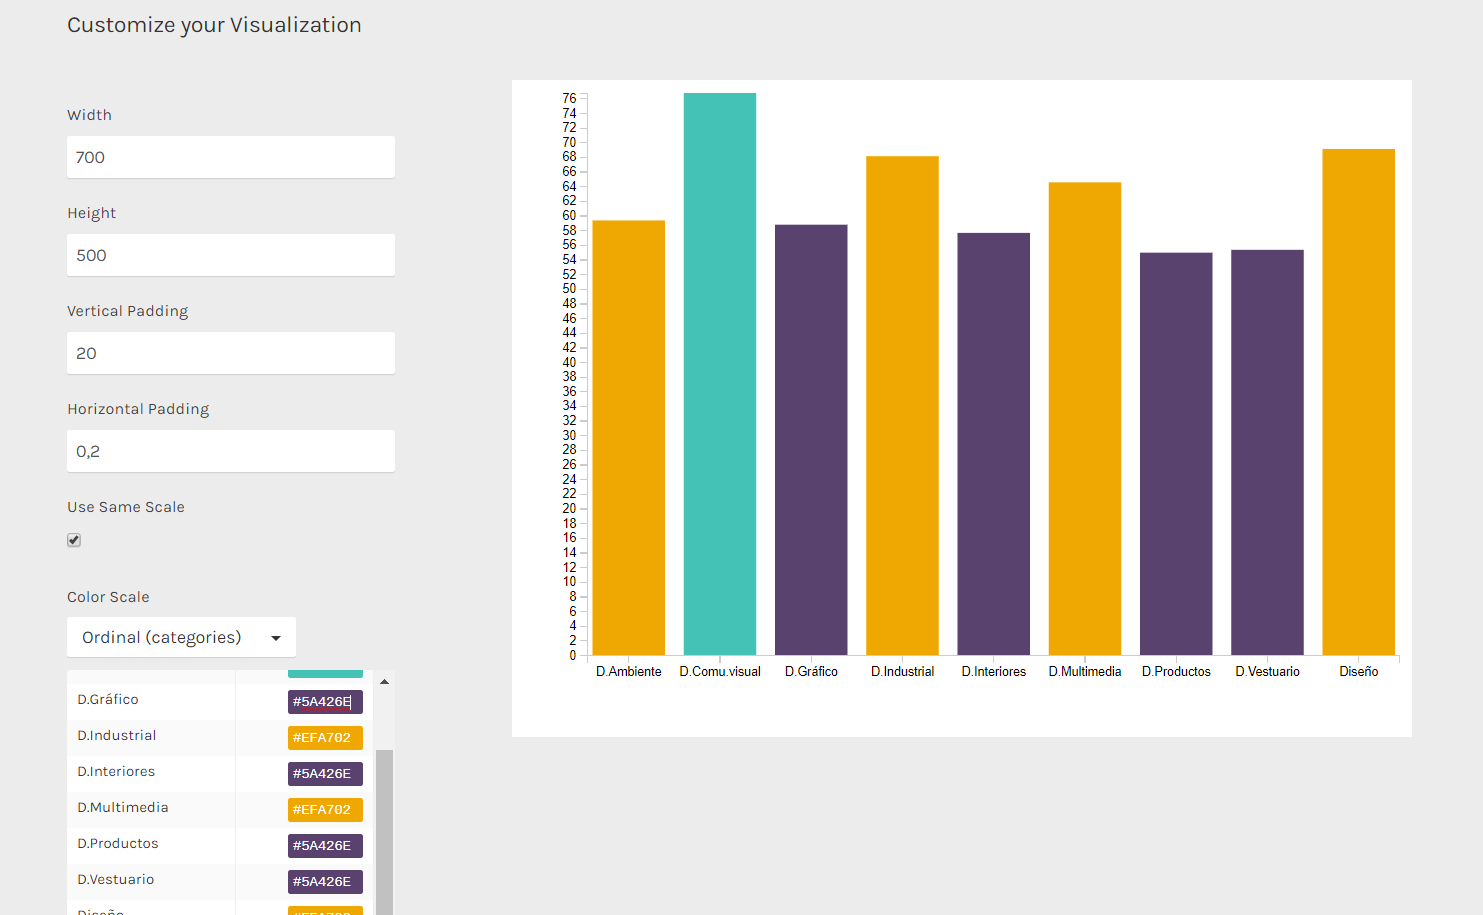 Customize your Visualization
Width
700
Height
500
Vertical Padding
20
Horizontal Padding
0,2
Use Same Scale
Color Scale
Ordinal (categories)
D.Gráfico #5A426E
D.Industrial #EFA702
D.Interiores #5A426E
D.Multimedia #EFA702
D.Productos #5A426E
D.Vestuario #5A426E
Diseño #EFA702
76
74
72
70
68
66
64
62
60
58
56
54
52
50
48
46
44
42
40
38
36
34
32
30
28
26
24
22
20
18
16
14
12
10
8
6
4
2
0
D.Ambiente D.Comu.visual D.Gráfico D.Industrial D.Interiores D.Multimedia D.Productos D.Vestuario Diseño